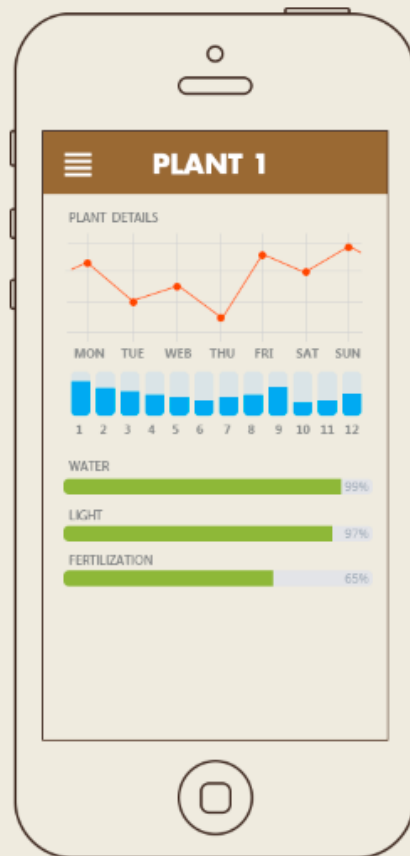 PLANT 1
PLANT DETAILS
MON TUE WEB THU FRI SAT SUN
1 2 3 4 5 6 7 8 9 10 11 12
WATER
99%
LIGHT
97%
FERTILIZATION
65%